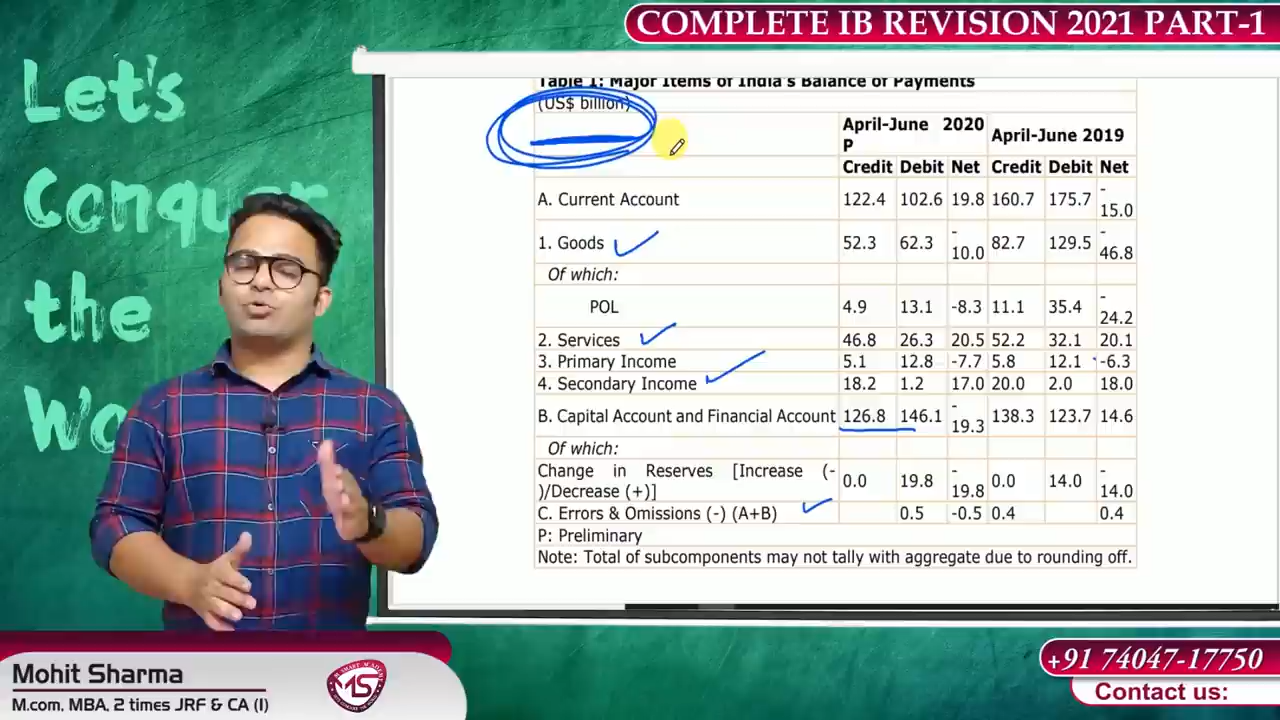 COMPLETE IB REVISION 2021 PART-1
Let's
Conqu
the
Wo
Table 1: Major Items of India's Balance of Payments
(US$ billion)
April-June 2020 P April-June 2019
Credit Debit Net Credit Debit Net
A. Current Account 122.4 102.6 19.8 160.7 175.7 -15.0
1. Goods 52.3 62.3 -10.0 82.7 129.5 -46.8
Of which:
POL 4.9 13.1 -8.3 11.1 35.4 -24.2
2. Services 46.8 26.3 20.5 52.2 32.1 20.1
3. Primary Income 5.1 12.8 -7.7 5.8 12.1 -6.3
4. Secondary Income 18.2 1.2 17.0 20.0 2.0 18.0
B. Capital Account and Financial Account 126.8 146.1 -19.3 138.3 123.7 14.6
Of which:
Change in Reserves [Increase (-)/Decrease (+)] 0.0 19.8 -19.8 0.0 14.0 -14.0
C. Errors & Omissions (-) (A+B) 0.5 -0.5 0.4 0.4
P: Preliminary
Note: Total of subcomponents may not tally with aggregate due to rounding off.
Mohit Sharma
M.com, MBA, 2 times JRF & CA (I)
MS
+91 74047-17750
Contact us: